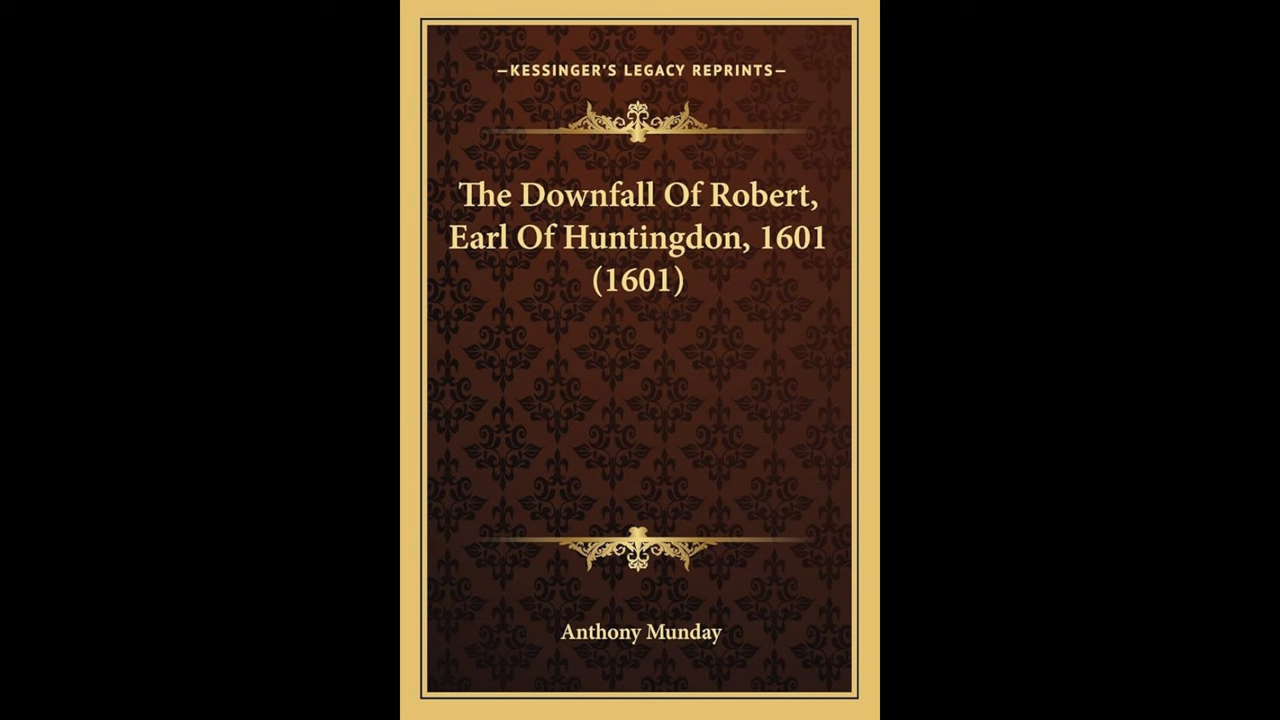 –KESSINGER'S LEGACY REPRINTS–
The Downfall Of Robert,
Earl Of Huntingdon, 1601
(1601)
Anthony Munday